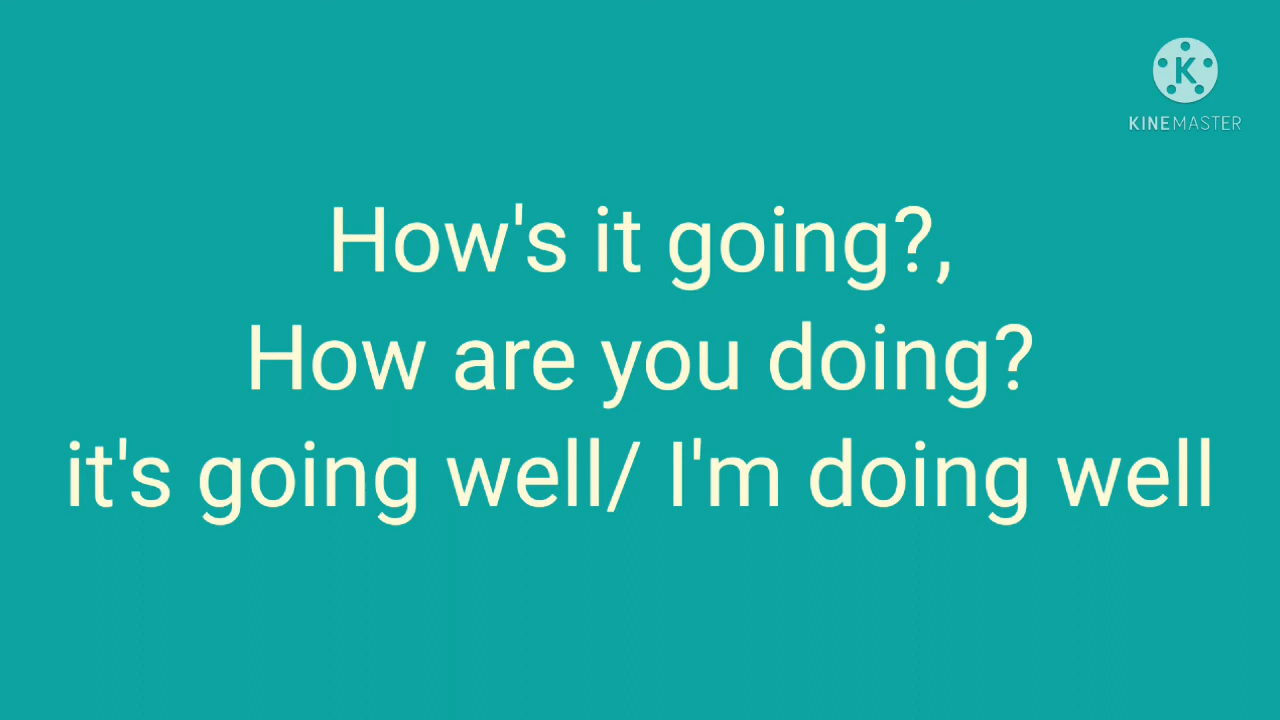 K
KINEMASTER
How's it going?,
How are you doing?
it's going well/ I'm doing well